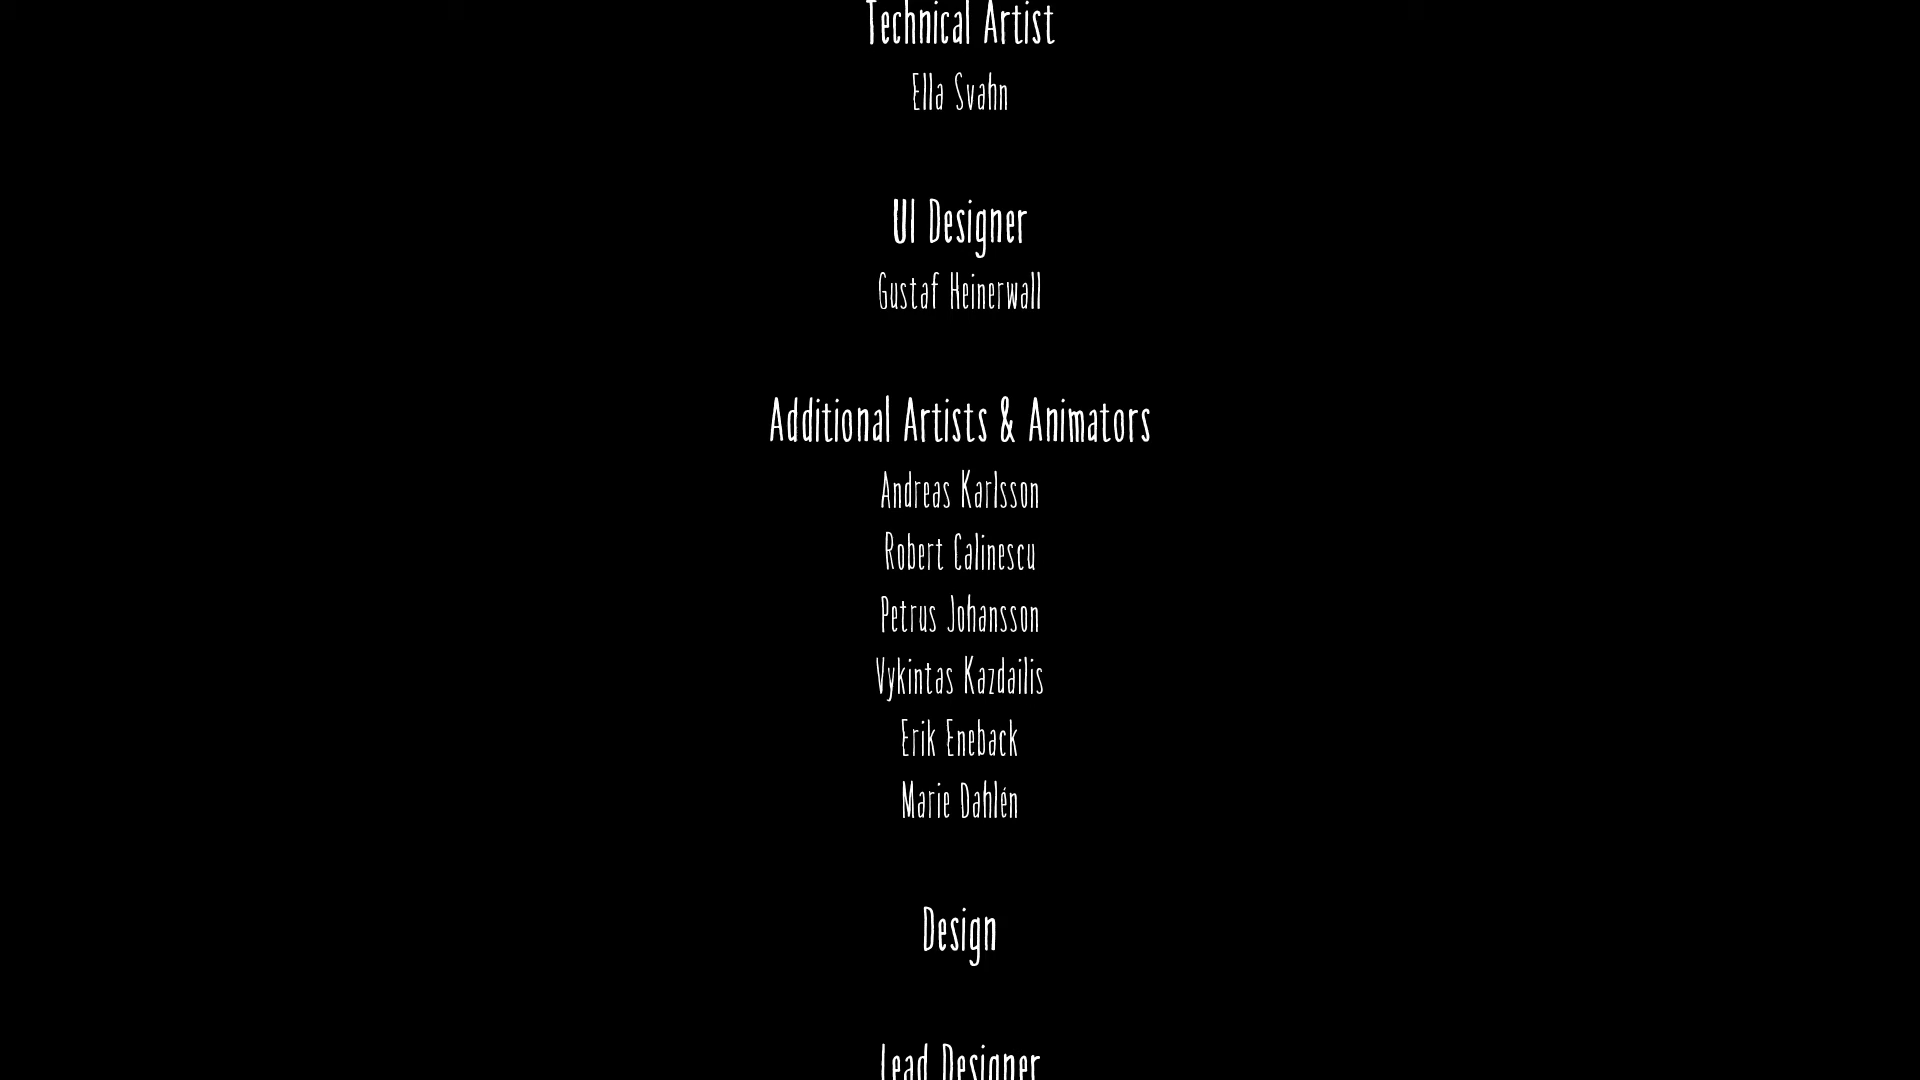 Technical Artist
Ella Svahn
UI Designer
Gustaf Heinerwall
Additional Artists & Animators
Andreas Karlsson
Robert Calinescu
Petrus Johansson
Vykintas Kazdailis
Erik Eneback
Marie Dahlén
Design
Lead Designer